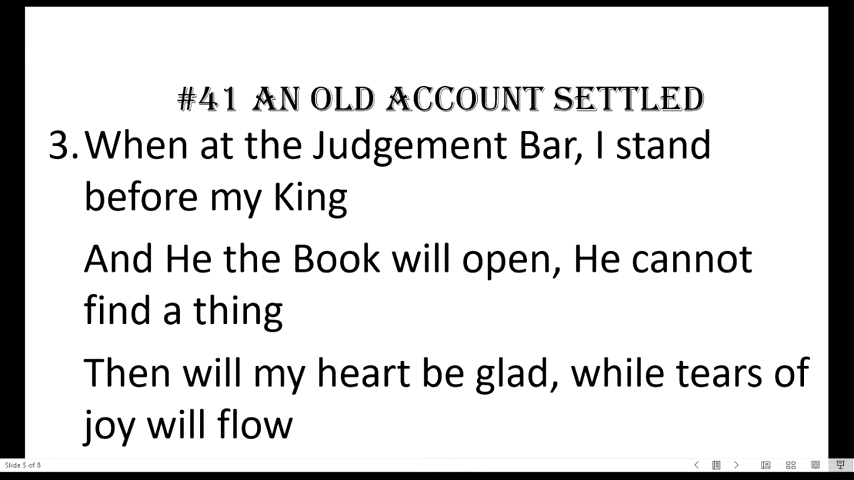 #41 AN OLD ACCOUNT SETTLED
3. When at the Judgement Bar, I stand
before my King
And He the Book will open, He cannot
find a thing
Then will my heart be glad, while tears of
joy will flow
Slide 5 of 8